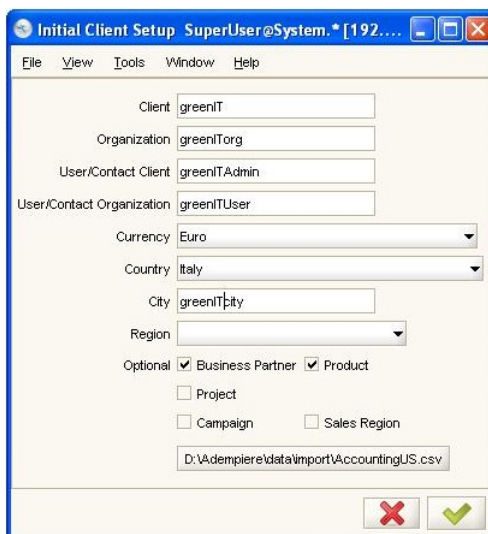 Initial Client Setup SuperUser@System.* [192....
File View Tools Window Help
Client greenIT
Organization greenITorg
User/Contact Client greenITAdmin
User/Contact Organization greenITUser
Currency Euro
Country Italy
City greenITcity
Region
Optional Business Partner Product
Project
Campaign Sales Region
D:\Adempiere\data\import\AccountingUS.csv